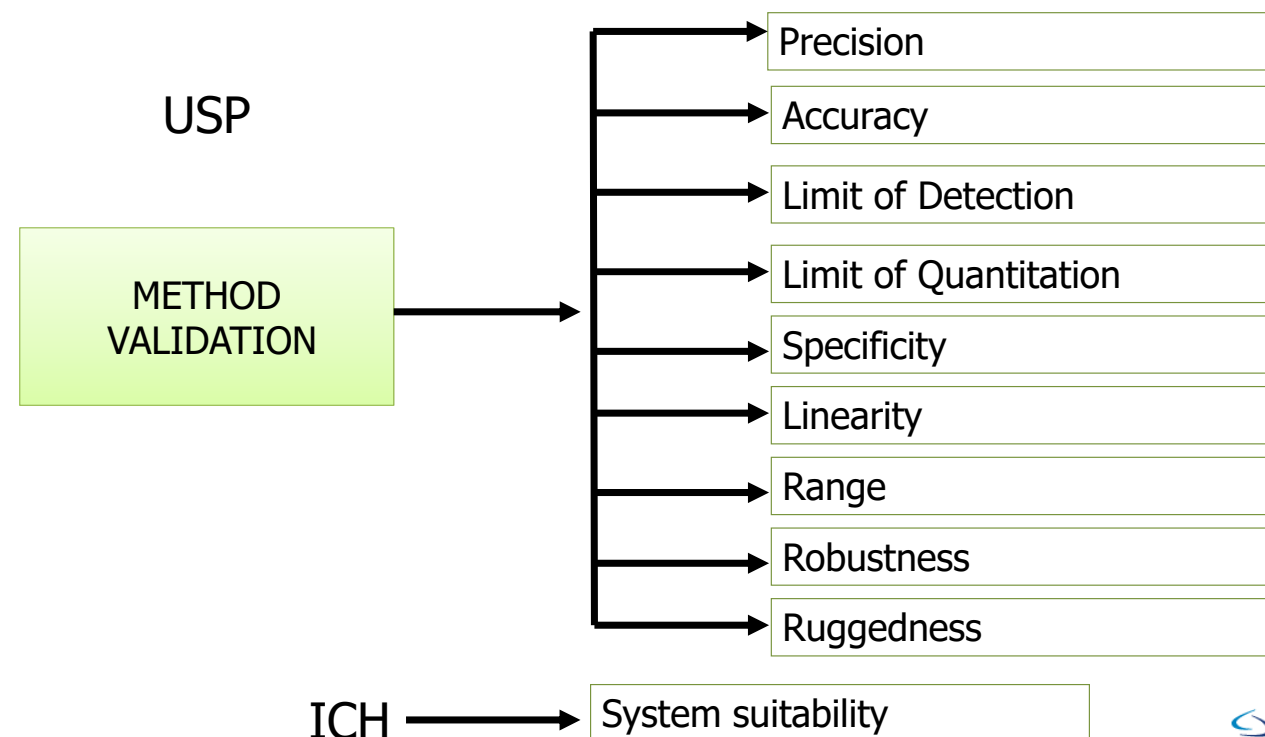 USP
METHOD
VALIDATION
Precision
Accuracy
Limit of Detection
Limit of Quantitation
Specificity
Linearity
Range
Robustness
Ruggedness
ICH
System suitability